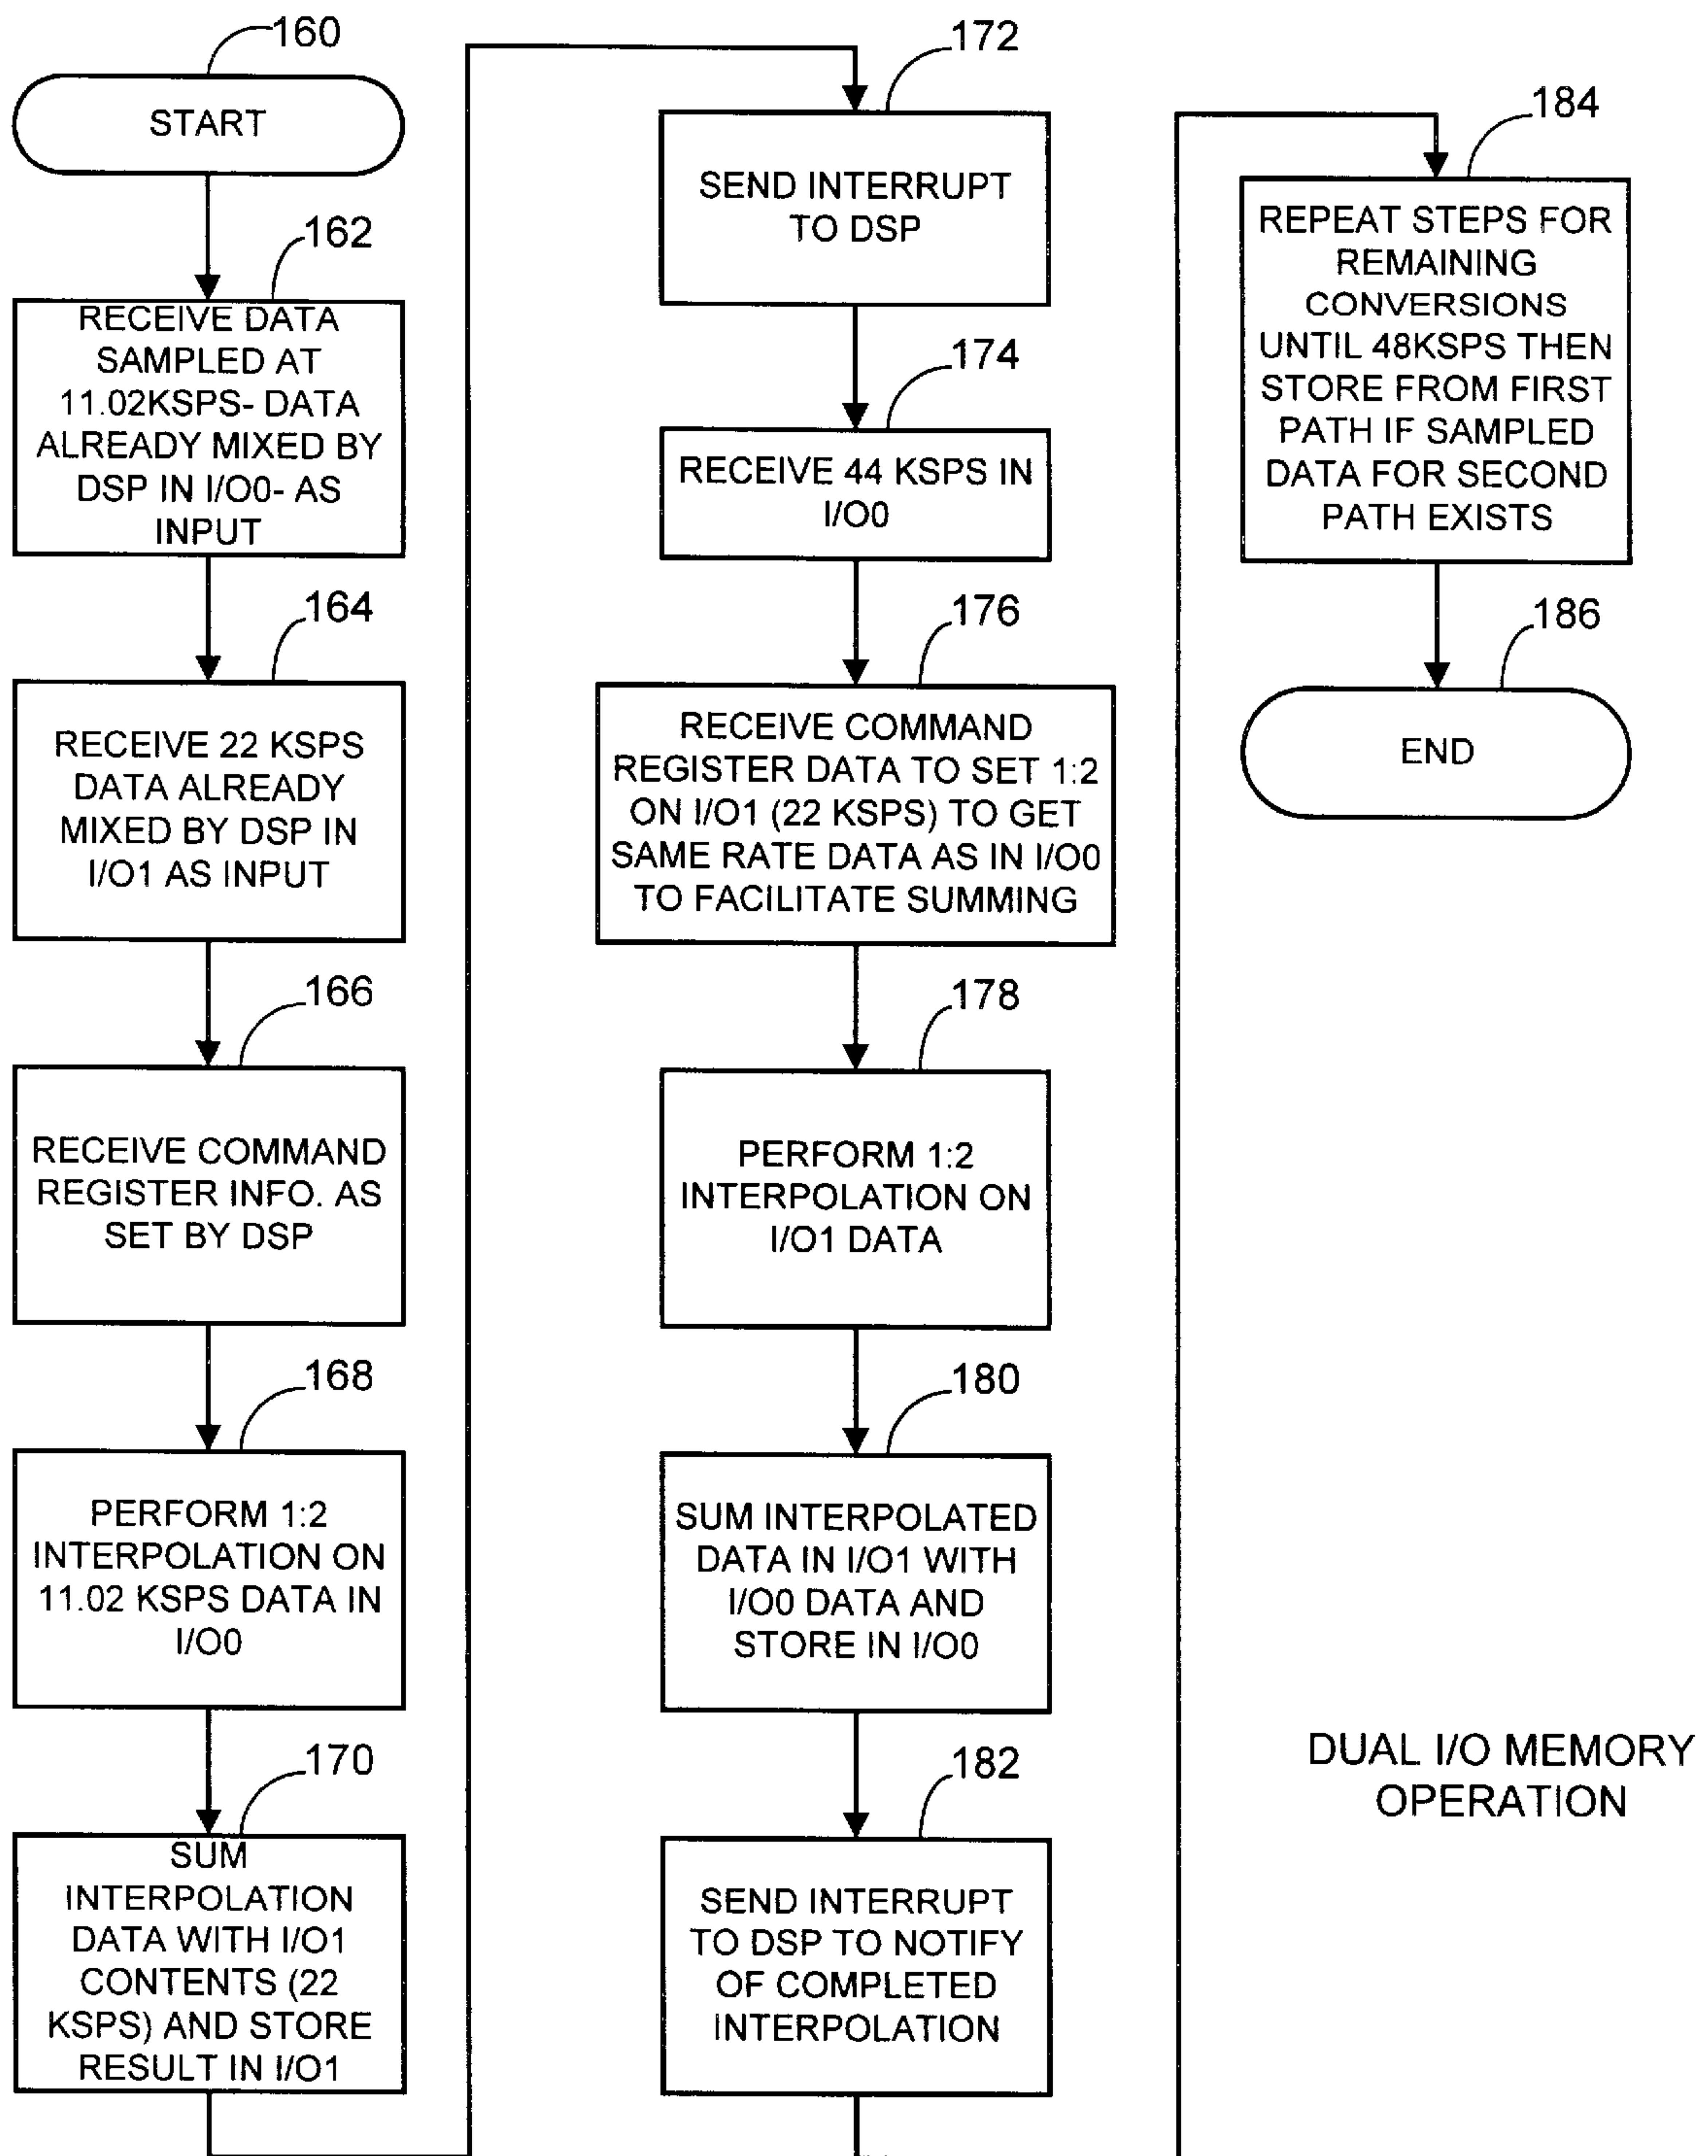 160
START
162
RECEIVE DATA
SAMPLED AT
11.02KSPS- DATA
ALREADY MIXED BY
DSP IN I/O0- AS
INPUT
164
RECEIVE 22 KSPS
DATA ALREADY
MIXED BY DSP IN
I/O1 AS INPUT
166
RECEIVE COMMAND
REGISTER INFO. AS
SET BY DSP
168
PERFORM 1:2
INTERPOLATION ON
11.02 KSPS DATA IN
I/O0
170
SUM
INTERPOLATION
DATA WITH I/O1
CONTENTS (22
KSPS) AND STORE
RESULT IN I/O1
172
SEND INTERRUPT
TO DSP
174
RECEIVE 44 KSPS IN
I/O0
176
RECEIVE COMMAND
REGISTER DATA TO SET 1:2
ON I/O1 (22 KSPS) TO GET
SAME RATE DATA AS IN I/O0
TO FACILITATE SUMMING
178
PERFORM 1:2
INTERPOLATION ON
I/O1 DATA
180
SUM INTERPOLATED
DATA IN I/O1 WITH
I/O0 DATA AND
STORE IN I/O0
182
SEND INTERRUPT
TO DSP TO NOTIFY
OF COMPLETED
INTERPOLATION
184
REPEAT STEPS FOR
REMAINING
CONVERSIONS
UNTIL 48KSPS THEN
STORE FROM FIRST
PATH IF SAMPLED
DATA FOR SECOND
PATH EXISTS
186
END
DUAL I/O MEMORY
OPERATION